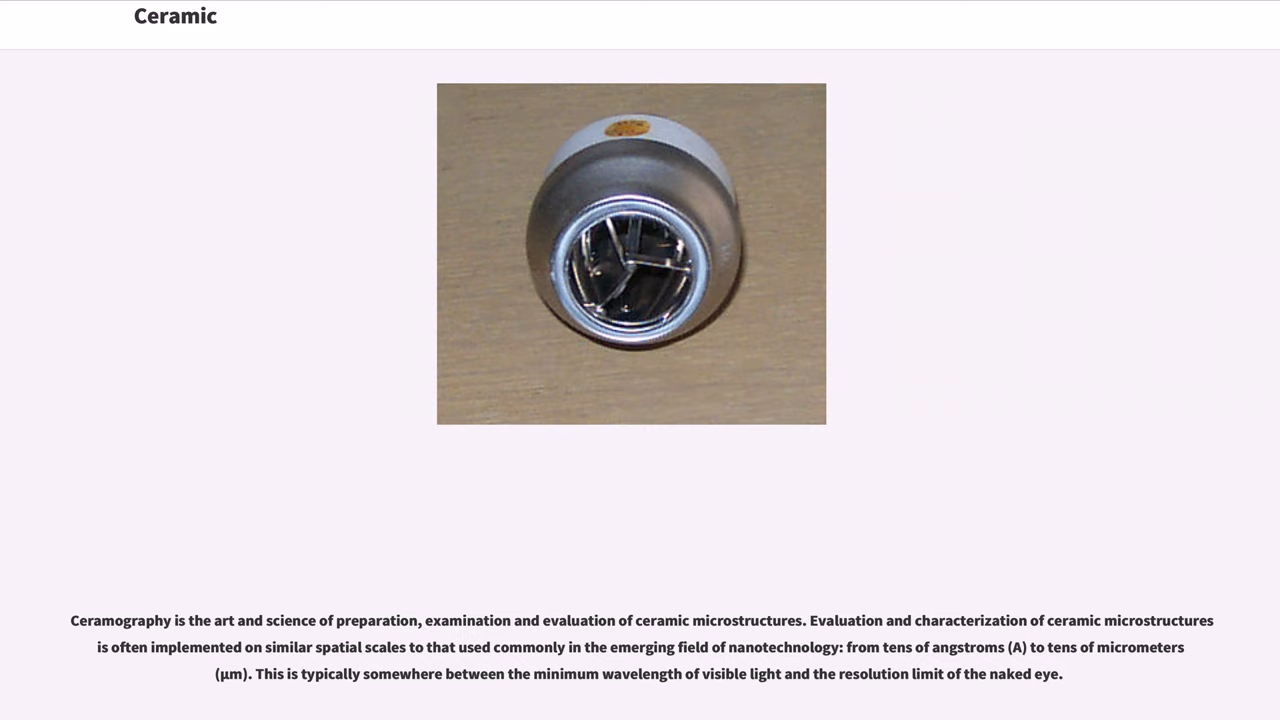 Ceramic
Ceramography is the art and science of preparation, examination and evaluation of ceramic microstructures. Evaluation and characterization of ceramic microstructures
is often implemented on similar spatial scales to that used commonly in the emerging field of nanotechnology: from tens of angstroms (A) to tens of micrometers
(µm). This is typically somewhere between the minimum wavelength of visible light and the resolution limit of the naked eye.